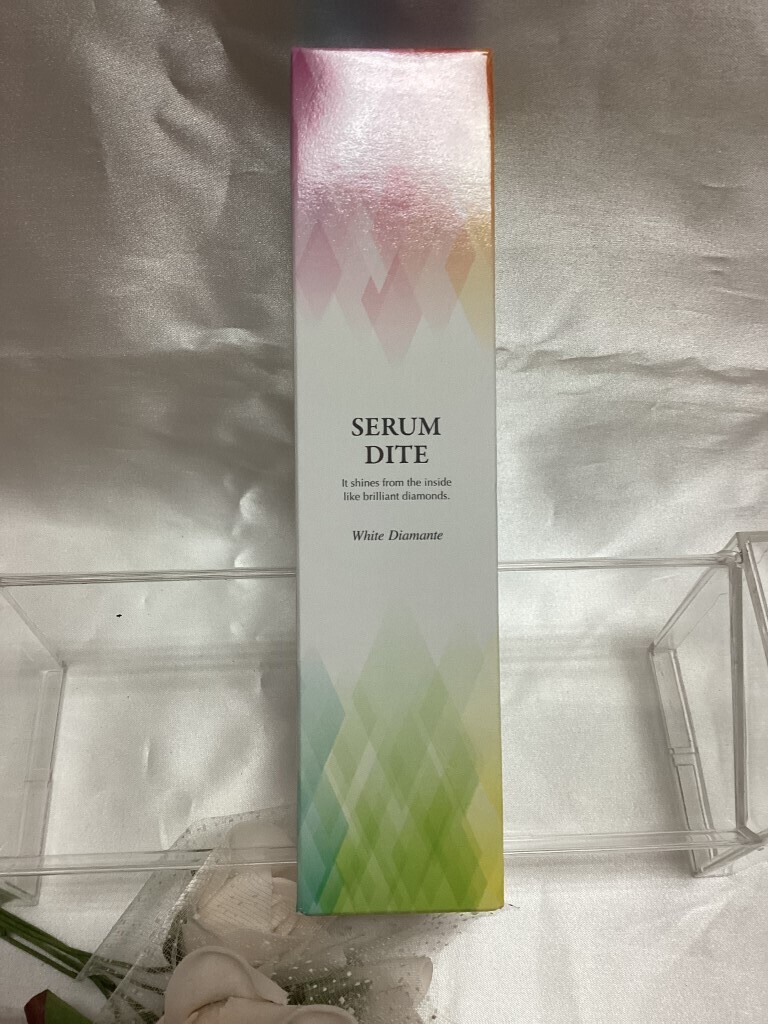 SERUM
DITE
It shines from the inside
like brilliant diamonds.
White Diamante